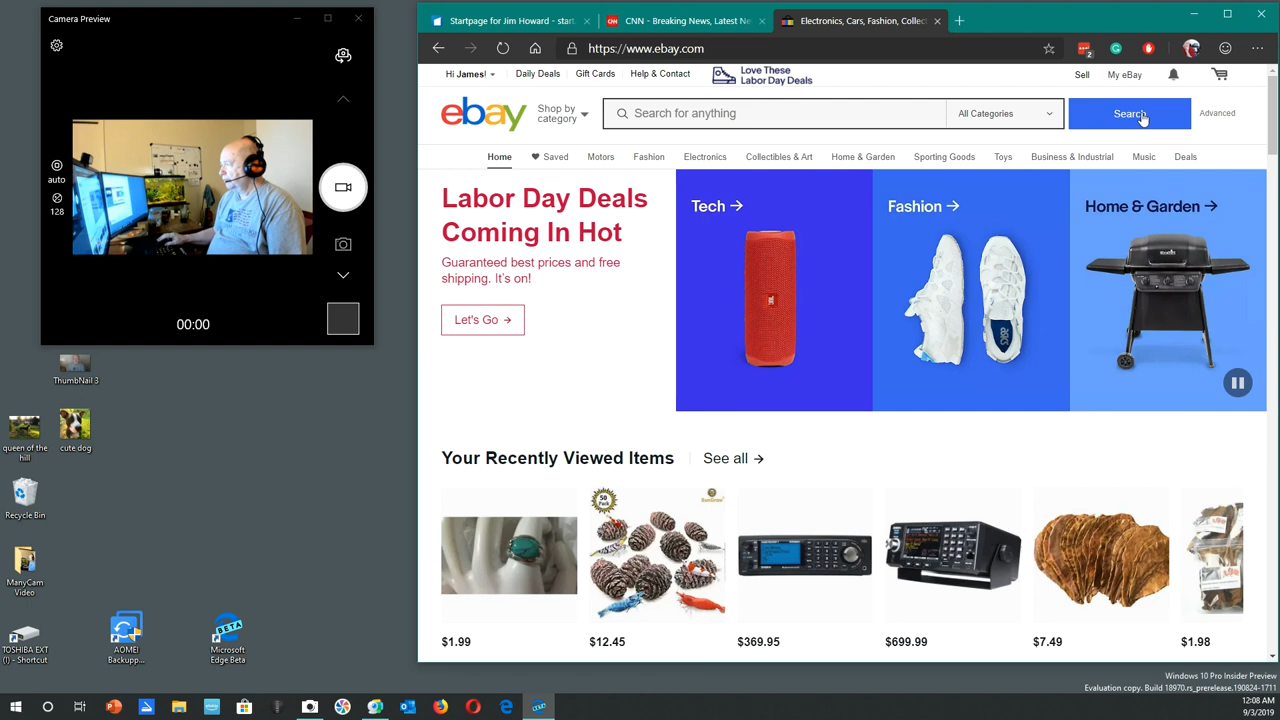 Camera Preview
auto
128
00:00
ThumbNail 3
queen of the
hill
cute dog
Recycle Bin
ManyCam
Video
TOSHIBA EXT
(I) - Shortcut
AOMEI
Backupp...
BETA
Microsoft
Edge Beta
Startpage for Jim Howard - start.
CNN - Breaking News, Latest Ne
Electronics, Cars, Fashion, Collect
https://www.ebay.com
2
Hi James!
Daily Deals
Gift Cards
Help & Contact
Love These
Labor Day Deals
Sell
My eBay
ebay
Shop by
category
Search for anything
All Categories
Search
Advanced
Home
Saved
Motors
Fashion
Electronics
Collectibles & Art
Home & Garden
Sporting Goods
Toys
Business & Industrial
Music
Deals
Labor Day Deals
Coming In Hot
Guaranteed best prices and free
shipping. It's on!
Let's Go →
Tech →
Fashion →
Home & Garden →
Your Recently Viewed Items
See all →
50
$1.99
$12.45
$369.95
$699.99
$7.49
$1.98
Windows 10 Pro Insider Preview
Evaluation copy. Build 18970.rs_prerelease.190824-1711
12:08 AM
9/3/2019